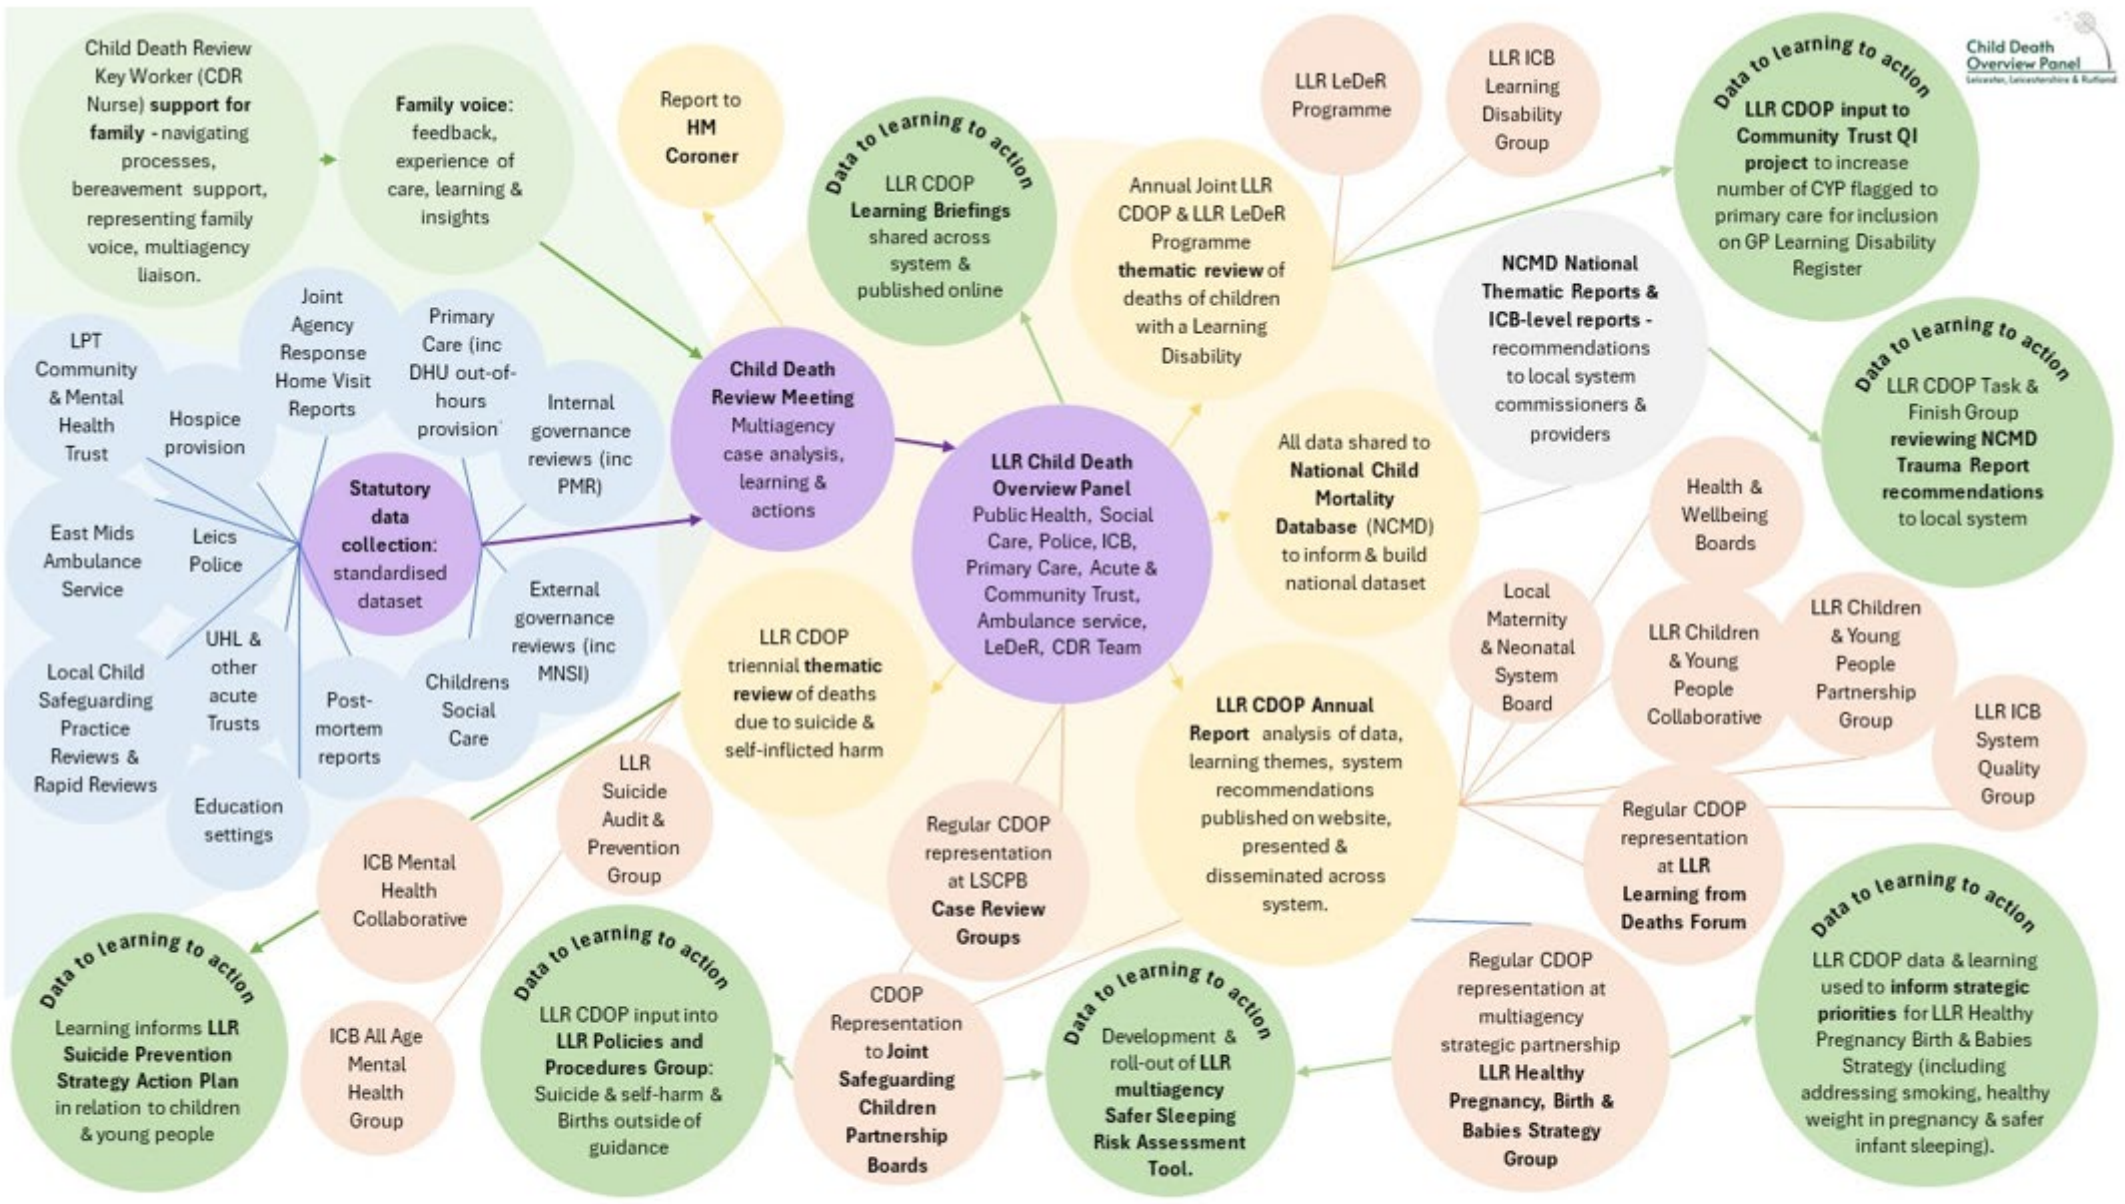 Child Death Review
Key Worker (CDR
Nurse) support for
family - navigating
processes,
bereavement support,
representing family
voice, multiagency
liaison.
Family voice:
feedback,
experience of
care, learning &
insights
Report to
HM
Coroner
Data to learning to action
LLR CDOP
Learning Briefings
shared across
system &
published online
Annual Joint LLR
CDOP & LLR LeDeR
Programme
thematic review of
deaths of children
with a Learning
Disability
LLR LeDeR
Programme
LLR ICB
Learning
Disability
Group
Data to learning to action
LLR CDOP input to
Community Trust QI
project to increase
number of CYP flagged to
primary care for inclusion
on GP Learning Disability
Register
Child Death
Overview Panel
Leicester, Leicestershire & Rutland
LPT
Community
& Mental
Health
Trust
Hospice
provision
Joint
Agency
Response
Home Visit
Reports
Primary
Care (inc
DHU out-of-
hours
provision
Internal
governance
reviews (inc
PMR)
East Mids
Ambulance
Service
Leics
Police
Statutory
data
collection:
standardised
dataset
External
governance
reviews (inc
MNSI)
Local Child
Safeguarding
Practice
Reviews &
Rapid Reviews
UHL &
other
acute
Trusts
Post-
mortem
reports
Childrens
Social
Care
Education
settings
Child Death
Review Meeting
Multiagency
case analysis,
learning &
actions
LLR Child Death
Overview Panel
Public Health, Social
Care, Police, ICB,
Primary Care, Acute &
Community Trust,
Ambulance service,
LeDeR, CDR Team
All data shared to
National Child
Mortality
Database (NCMD)
to inform & build
national dataset
NCMD National
Thematic Reports &
ICB-level reports -
recommendations
to local system
commissioners &
providers
Data to learning to action
LLR CDOP Task &
Finish Group
reviewing NCMD
Trauma Report
recommendations
to local system
LLR CDOP
triennial thematic
review of deaths
due to suicide &
self-inflicted harm
LLR CDOP Annual
Report analysis of data,
learning themes, system
recommendations
published on website,
presented &
disseminated across
system.
Health &
Wellbeing
Boards
Local
Maternity
& Neonatal
System
Board
LLR Children
& Young
People
Collaborative
LLR Children
& Young
People
Partnership
Group
LLR ICB
System
Quality
Group
Regular CDOP
representation
at LLR
Learning from
Deaths Forum
LLR
Suicide
Audit &
Prevention
Group
ICB Mental
Health
Collaborative
ICB All Age
Mental
Health
Group
Regular CDOP
representation
at LSCPB
Case Review
Groups
Data to learning to action
Learning informs LLR
Suicide Prevention
Strategy Action Plan
in relation to children
& young people
Data to learning to action
LLR CDOP input into
LLR Policies and
Procedures Group:
Suicide & self-harm &
Births outside of
guidance
CDOP
Representation
to Joint
Safeguarding
Children
Partnership
Boards
Data to learning to action
Development &
roll-out of LLR
multiagency
Safer Sleeping
Risk Assessment
Tool.
Regular CDOP
representation at
multiagency
strategic partnership
LLR Healthy
Pregnancy, Birth &
Babies Strategy
Group
Data to learning to action
LLR CDOP data & learning
used to inform strategic
priorities for LLR Healthy
Pregnancy Birth & Babies
Strategy (including
addressing smoking, healthy
weight in pregnancy & safer
infant sleeping).